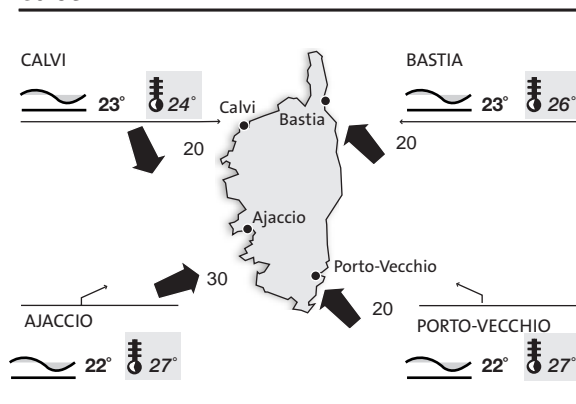 CALVI
23° 24°
20
BASTIA
23° 26°
20
Calvi
Bastia
Ajaccio
Porto-Vecchio
30
AJACCIO
22° 27°
20
PORTO-VECCHIO
22° 27°